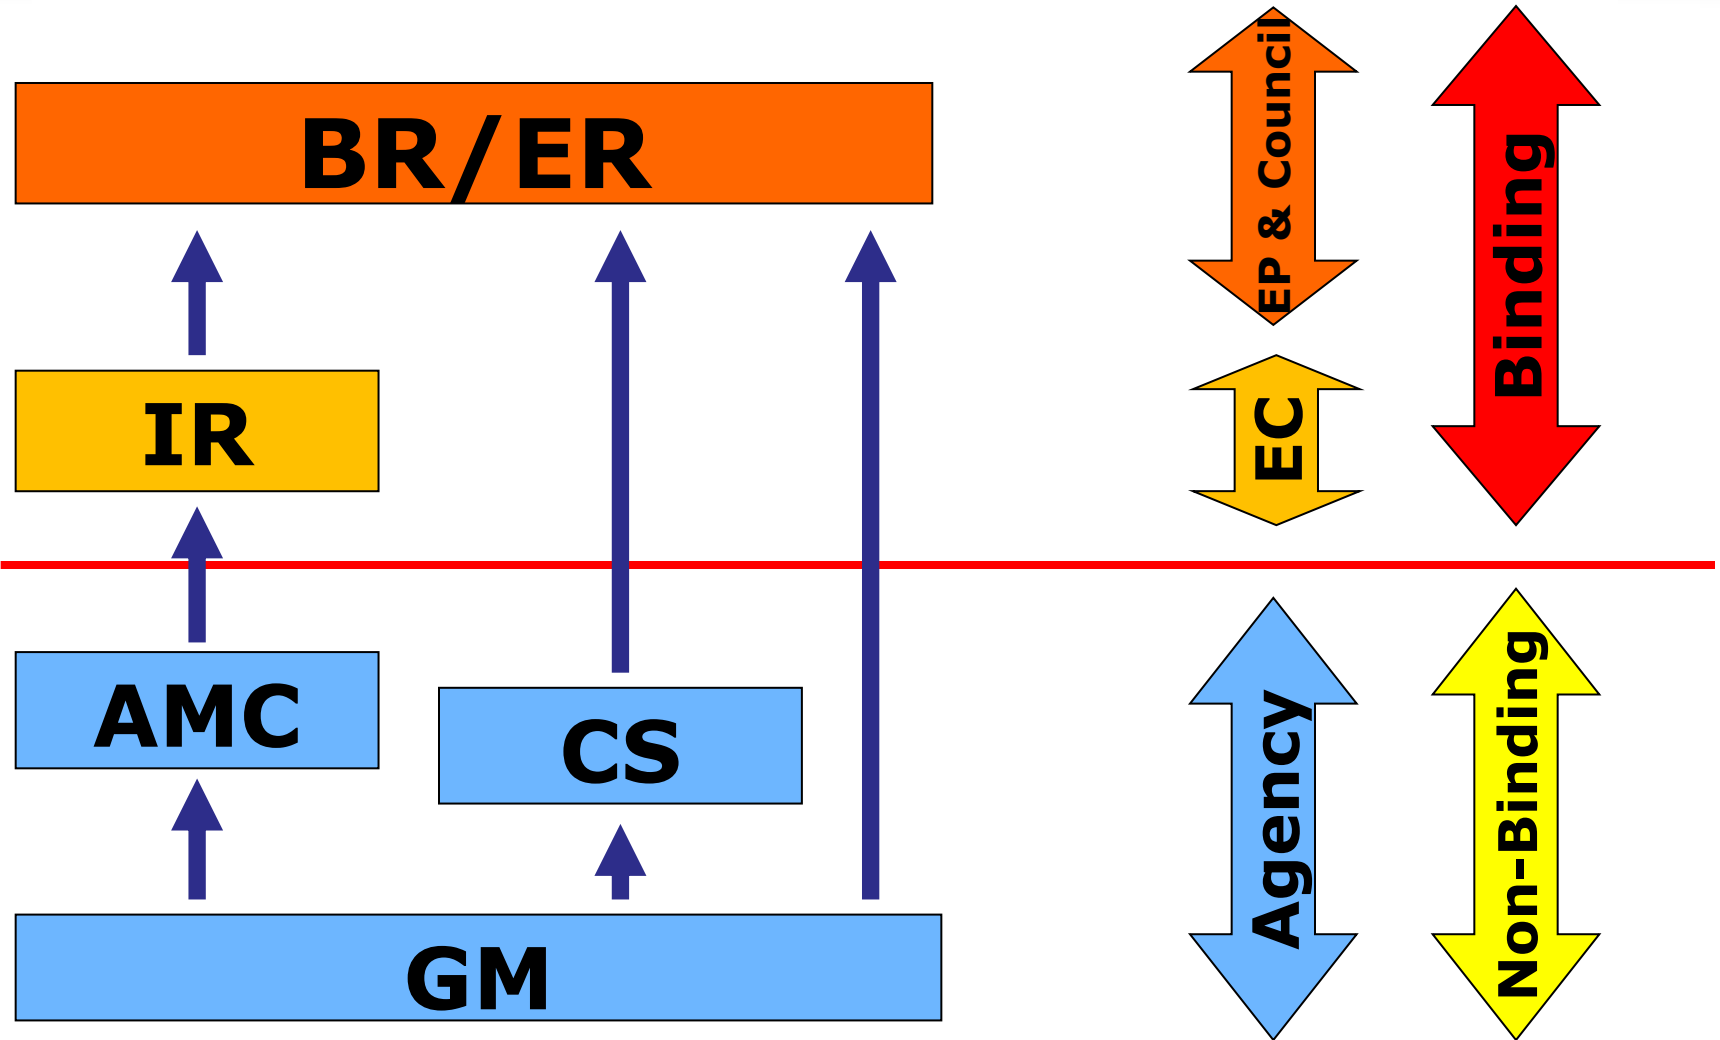 BR/ER
IR
AMC
CS
GM
EP & Council
EC
Agency
Binding
Non-Binding